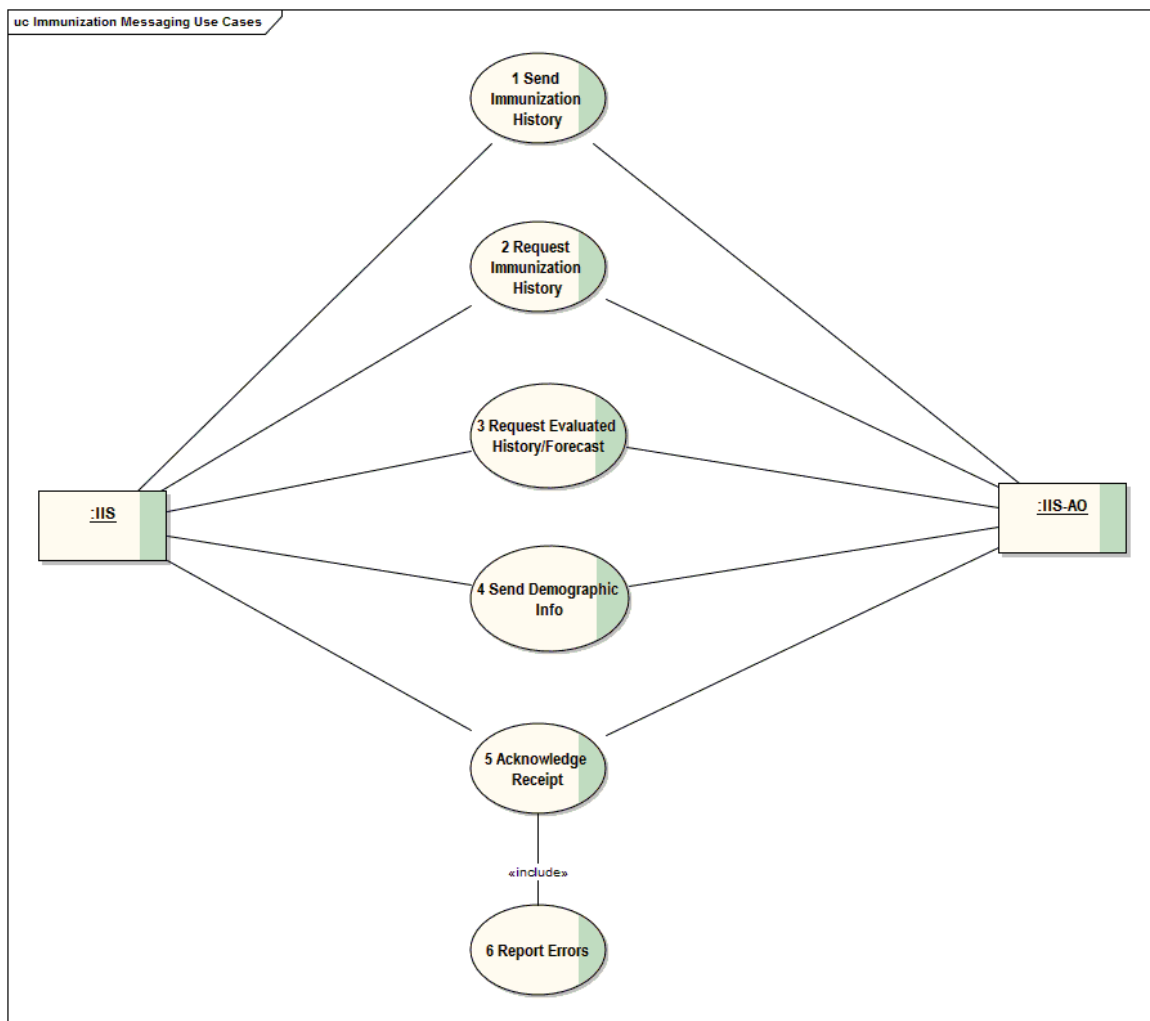 uc Immunization Messaging Use Cases
1 Send
Immunization
History
2 Request
Immunization
History
3 Request Evaluated
History/Forecast
:IIS
:IIS-AO
4 Send Demographic
Info
5 Acknowledge
Receipt
«include»
6 Report Errors